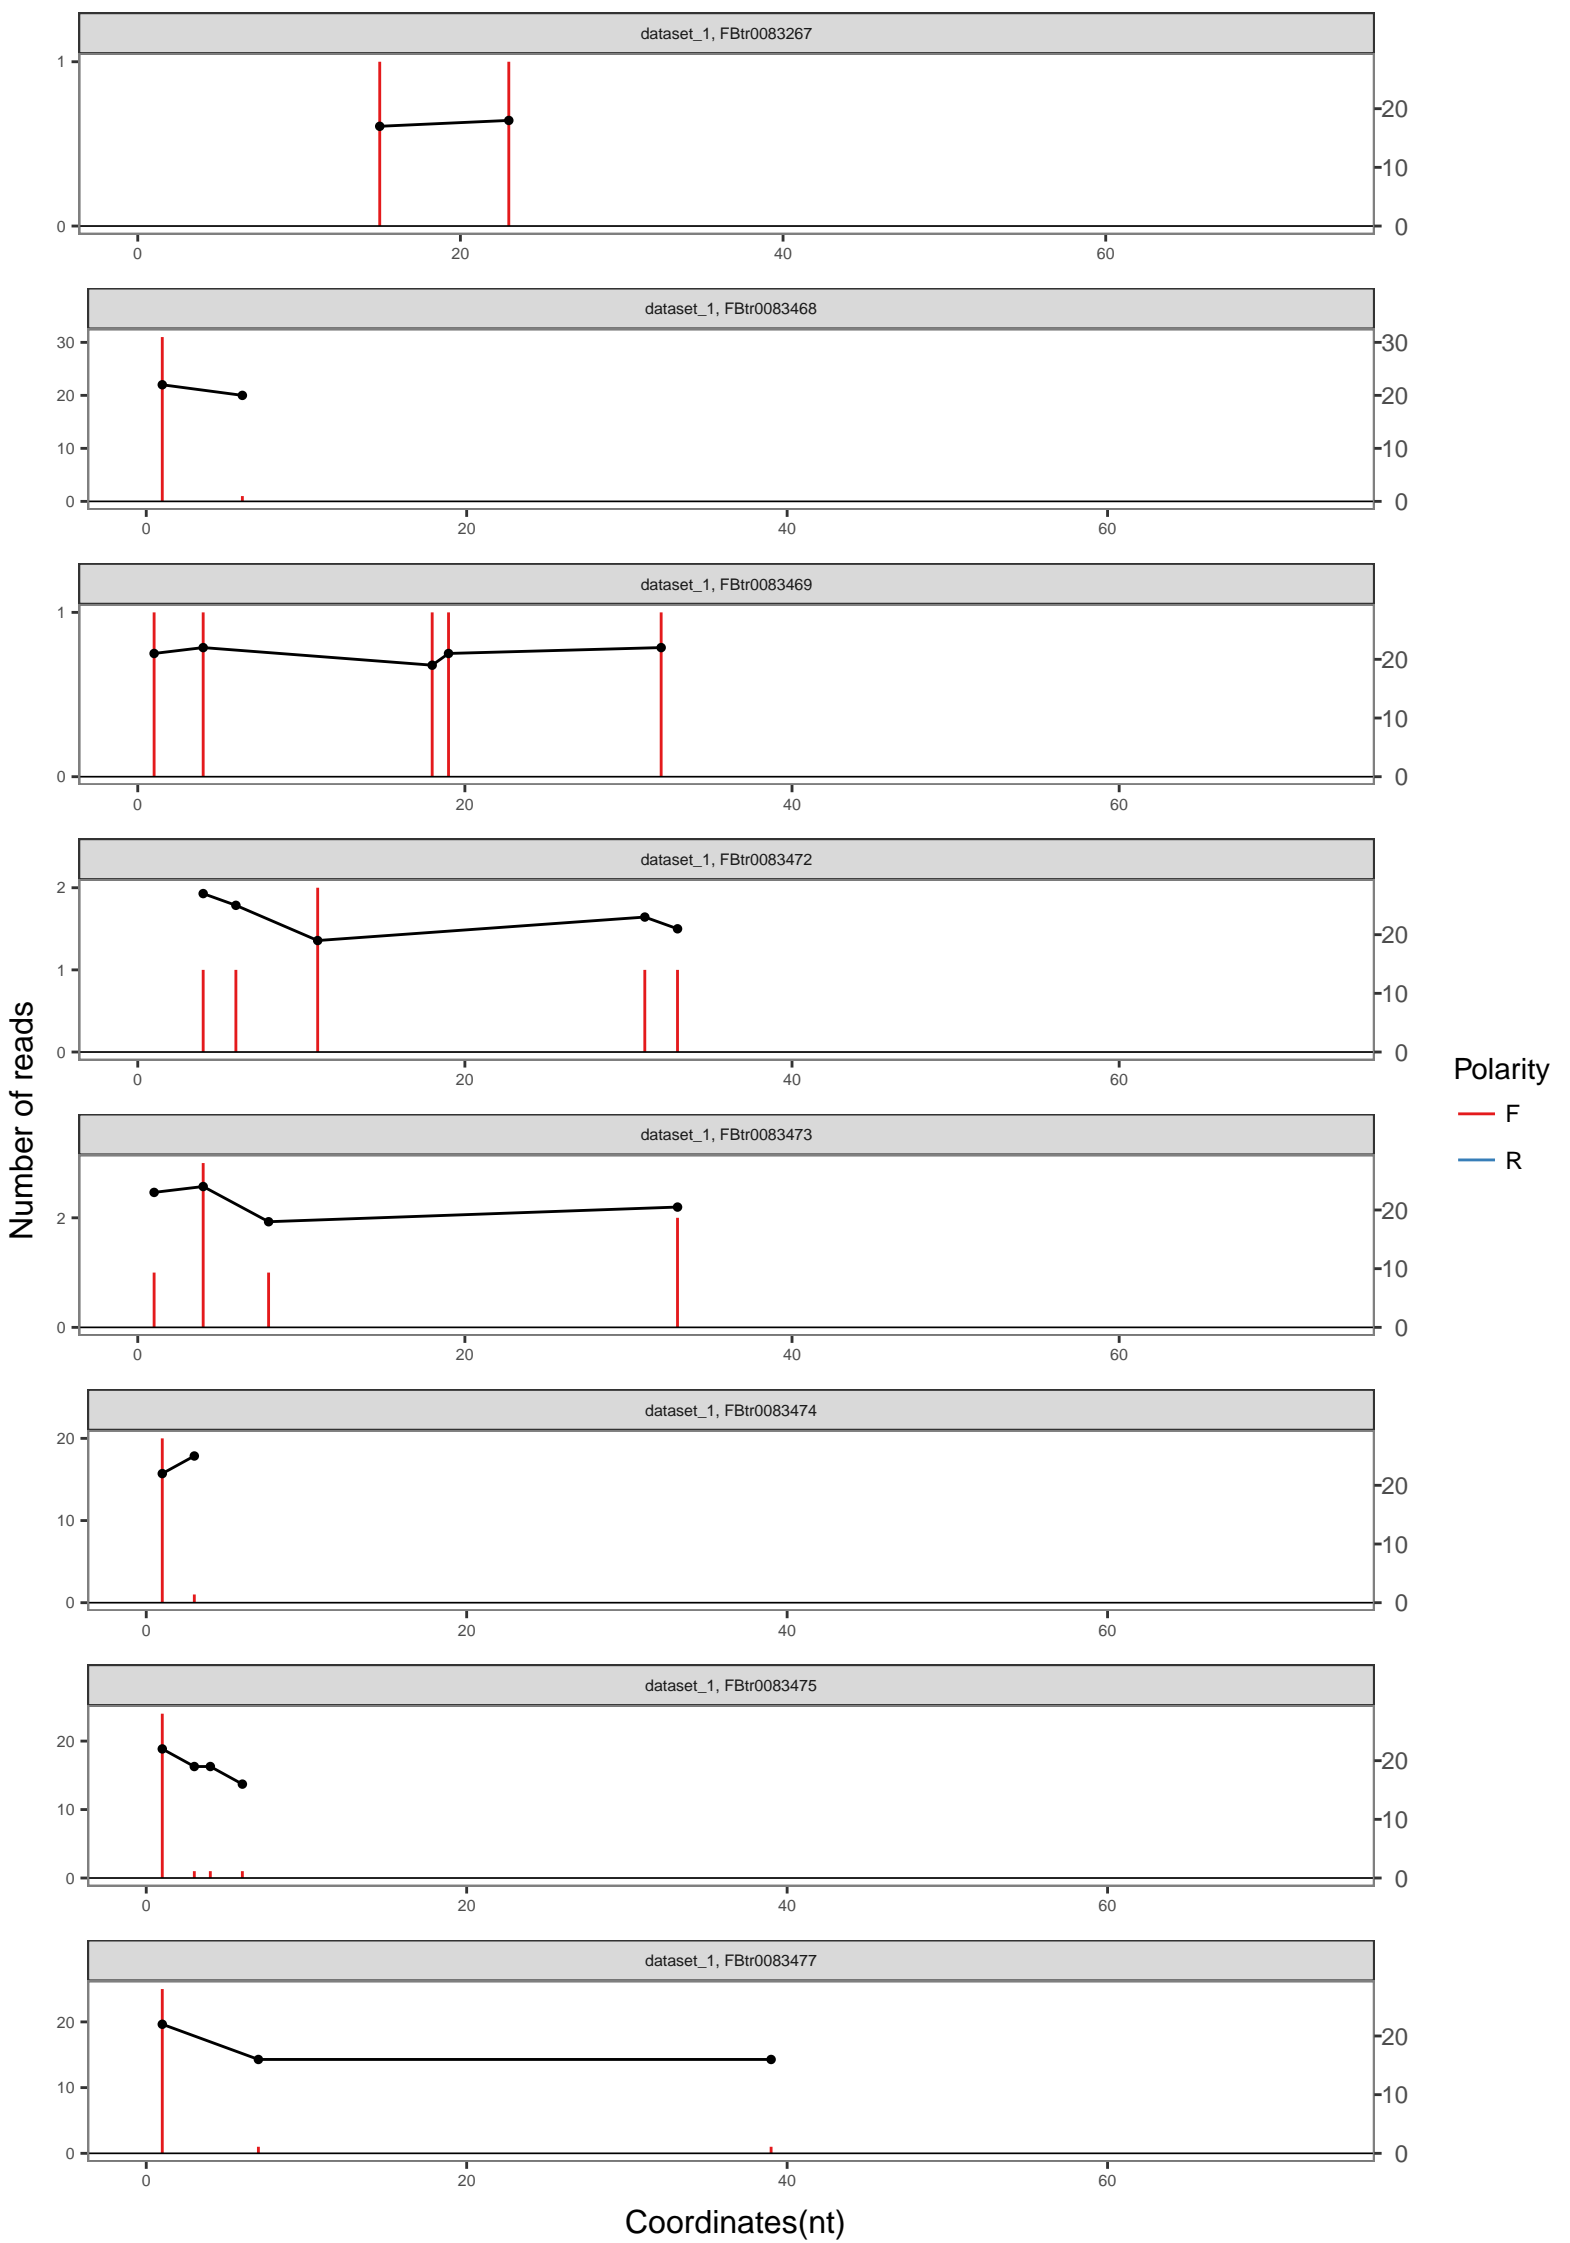 dataset_1, FBtr0083267
1
0
20
10
0
0 20 40 60
dataset_1, FBtr0083468
30
20
10
0
30
20
10
0
0 20 40 60
dataset_1, FBtr0083469
1
0
20
10
0
0 20 40 60
dataset_1, FBtr0083472
2
1
0
20
10
0
0 20 40 60
dataset_1, FBtr0083473
2
0
20
10
0
0 20 40 60
dataset_1, FBtr0083474
20
10
0
20
10
0
0 20 40 60
dataset_1, FBtr0083475
20
10
0
20
10
0
0 20 40 60
dataset_1, FBtr0083477
20
10
0
20
10
0
0 20 40 60
Coordinates(nt)
Number of reads
Polarity
F
R